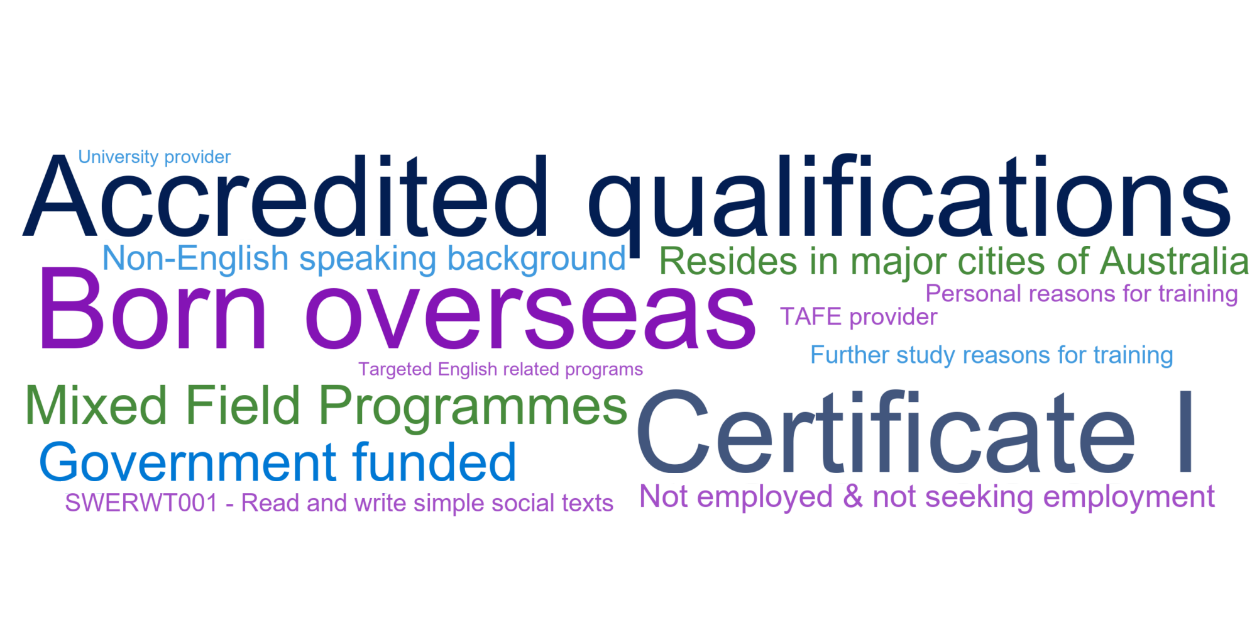 University provider
Accredited qualifications
Non-English speaking background
Resides in major cities of Australia
Born overseas
Personal reasons for training
TAFE provider
Further study reasons for training
Targeted English related programs
Mixed Field Programmes
Certificate I
Government funded
SWERWT001 - Read and write simple social texts
Not employed & not seeking employment